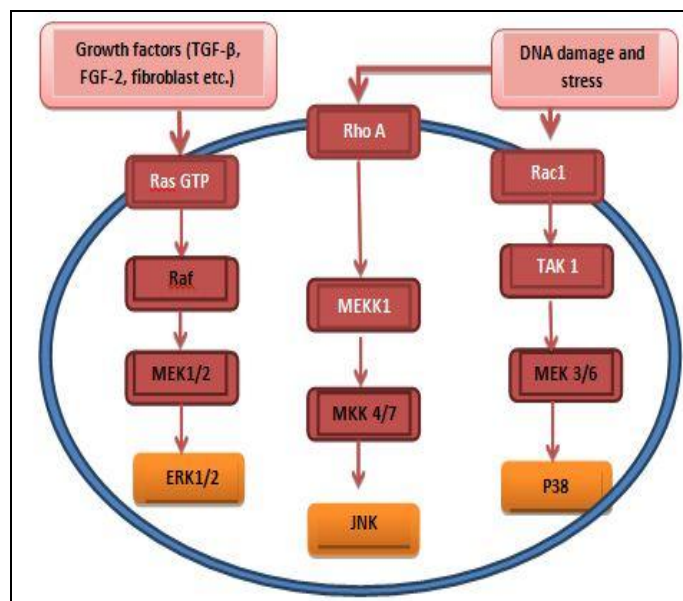 Growth factors (TGF-β,
FGF-2, fibroblast etc.)
DNA damage and
stress
Rho A
Ras GTP
Rac1
Raf
TAK 1
MEKK1
MEK1/2
MEK 3/6
MKK 4/7
ERK1/2
P38
JNK